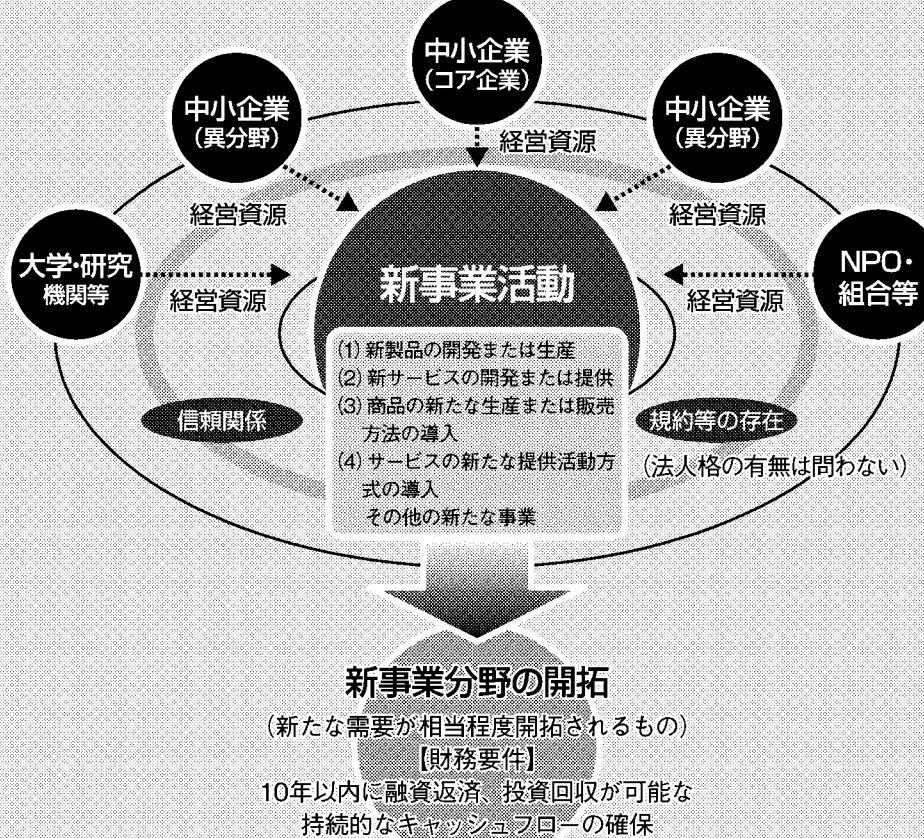 中小企業
(コア企業)
中小企業
(異分野)
中小企業
(異分野)
経営資源
経営資源
経営資源
大学・研究
機関等
経営資源
新事業活動
経営資源
NPO・
組合等
(1) 新製品の開発または生産
(2) 新サービスの開発または提供
(3) 商品の新たな生産または販売
方法の導入
(4) サービスの新たな提供活動方
式の導入
その他の新たな事業
信頼関係
規約等の存在
(法人格の有無は問わない)
新事業分野の開拓
(新たな需要が相当程度開拓されるもの)
【財務要件】
10年以内に融資返済、投資回収が可能な
持続的なキャッシュフローの確保